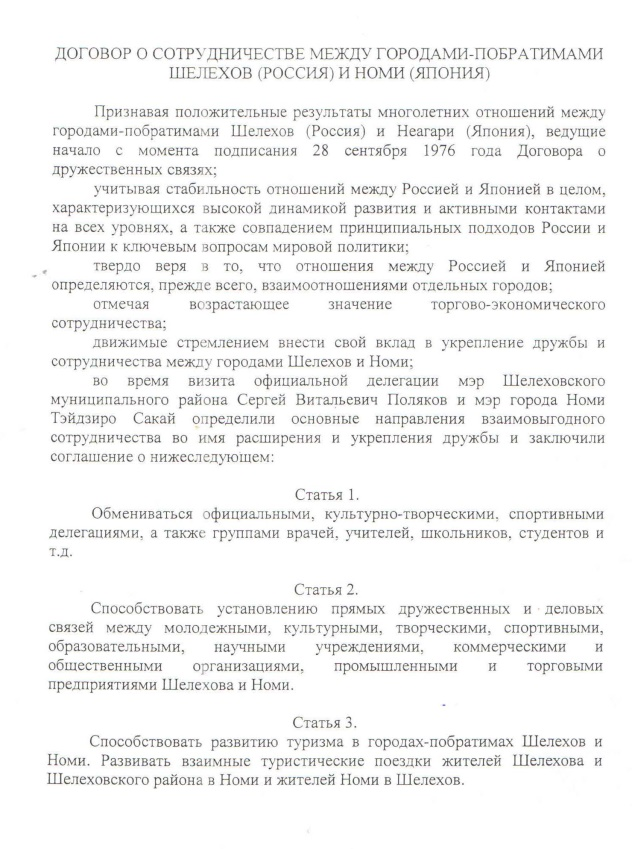 ДОГОВОР О СОТРУДНИЧЕСТВЕ МЕЖДУ ГОРОДАМИ-ПОБРАТИМАМИ
ШЕЛЕХОВ (РОССИЯ) И НОМИ (ЯПОНИЯ)
Признавая положительные результаты многолетних отношений между
городами-побратимами Шелехов (Россия) и Неагари (Япония), ведущие
начало с момента подписания 28 сентября 1976 года Договора о
дружественных связях;
учитывая стабильность отношений между Россией и Японией в целом,
характеризующихся высокой динамикой развития и активными контактами
на всех уровнях, а также совпадением принципиальных подходов России и
Японии к ключевым вопросам мировой политики;
твердо веря в то, что отношения между Россией и Японией
определяются, прежде всего, взаимоотношениями отдельных городов;
отмечая возрастающее значение торгово-экономического
сотрудничества;
движимые стремлением внести свой вклад в укрепление дружбы и
сотрудничества между городами Шелехов и Номи;
во время визита официальной делегации мэр Шелеховского
муниципального района Сергей Витальевич Поляков и мэр города Номи
Тэйдзиро Сакай определили основные направления взаимовыгодного
сотрудничества во имя расширения и укрепления дружбы и заключили
соглашение о нижеследующем:
Статья 1.
Обмениваться официальными, культурно-творческими, спортивными
делегациями, а также группами врачей, учителей, школьников, студентов и
т.д.
Статья 2.
Способствовать установлению прямых дружественных и деловых
связей между молодежными, культурными, творческими, спортивными,
образовательными, научными учреждениями, коммерческими и
общественными организациями, промышленными и торговыми
предприятиями Шелехова и Номи.
Статья 3.
Способствовать развитию туризма в городах-побратимах Шелехов и
Номи. Развивать взаимные туристические поездки жителей Шелехова и
Шелеховского района в Номи и жителей Номи в Шелехов.